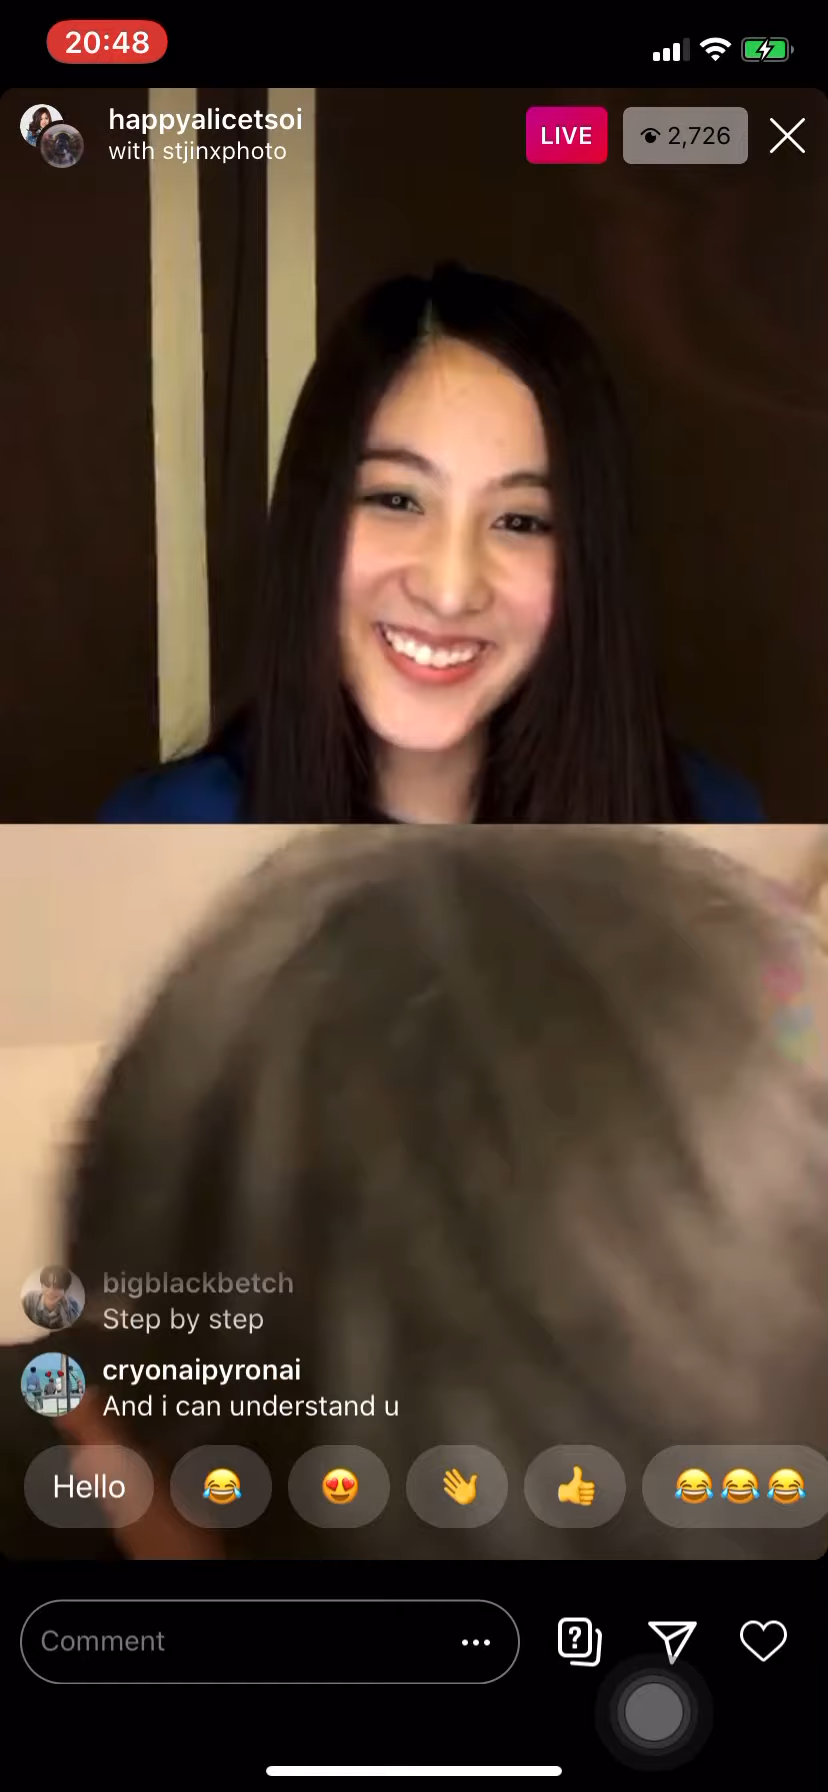 20:48
happyalicetsoi
with stjinxphoto
LIVE
2,726
bigblackbetch
Step by step
cryonaipyronai
And i can understand u
Hello
Comment